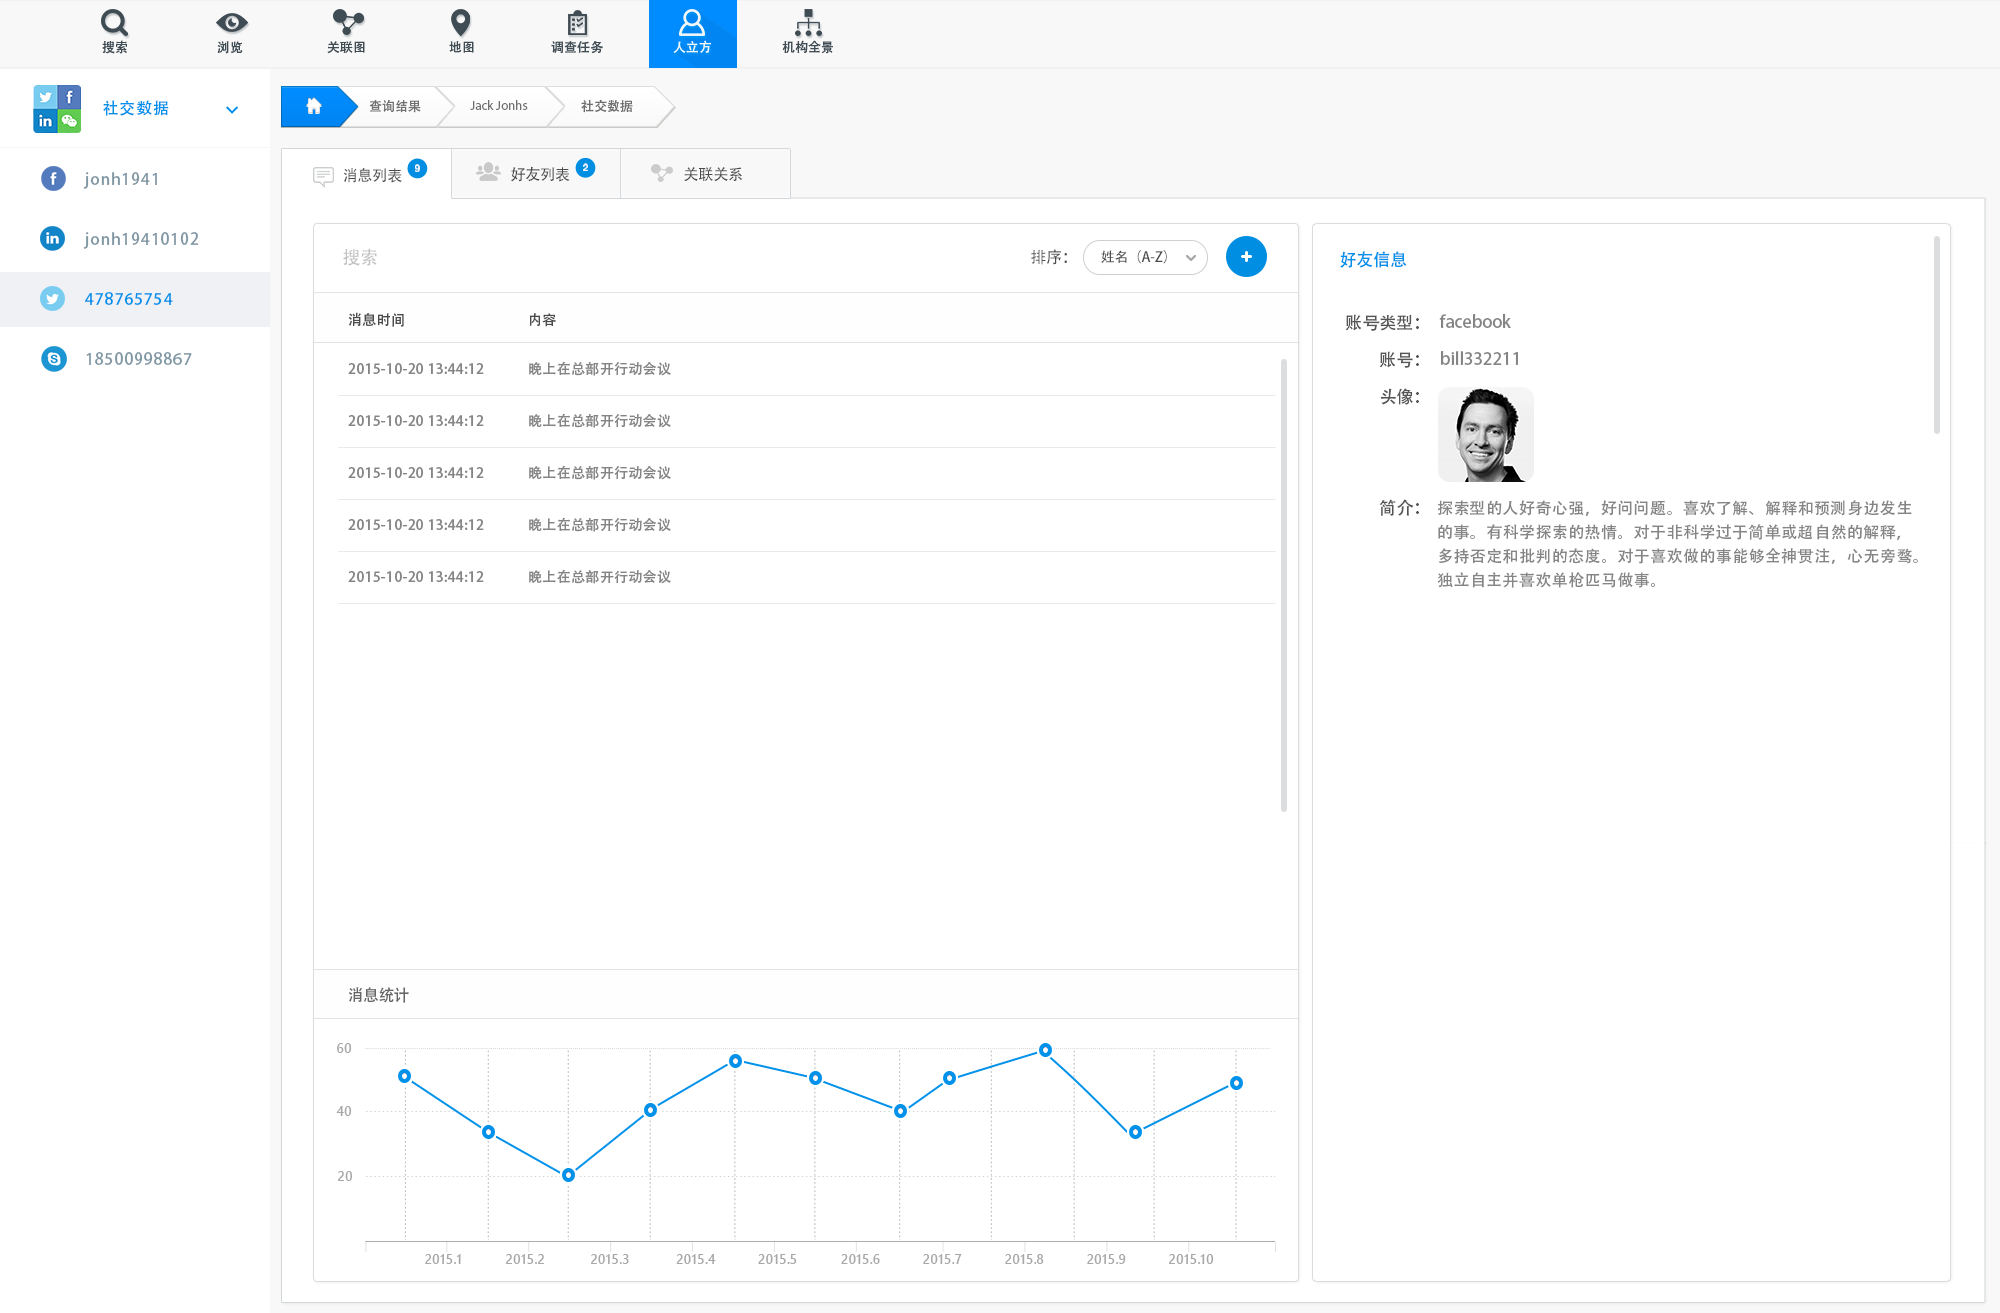 搜索
浏览
关联图
地图
调查任务
人立方
机构全景
社交数据
jonh1941
jonh19410102
478765754
18500998867
查询结果
Jack Jonhs
社交数据
消息列表 9
好友列表 2
关联关系
搜索
排序： 姓名（A-Z）
消息时间 内容
2015-10-20 13:44:12 晚上在总部开行动会议
2015-10-20 13:44:12 晚上在总部开行动会议
2015-10-20 13:44:12 晚上在总部开行动会议
2015-10-20 13:44:12 晚上在总部开行动会议
2015-10-20 13:44:12 晚上在总部开行动会议
消息统计
60
40
20
2015.1 2015.2 2015.3 2015.4 2015.5 2015.6 2015.7 2015.8 2015.9 2015.10
好友信息
账号类型： facebook
账号： bill332211
头像：
简介： 探索型的人好奇心强，好问问题。喜欢了解、解释和预测身边发生
的事。有科学探索的热情。对于非科学过于简单或超自然的解释，
多持否定和批判的态度。对于喜欢做的事能够全神贯注，心无旁骛。
独立自主并喜欢单枪匹马做事。